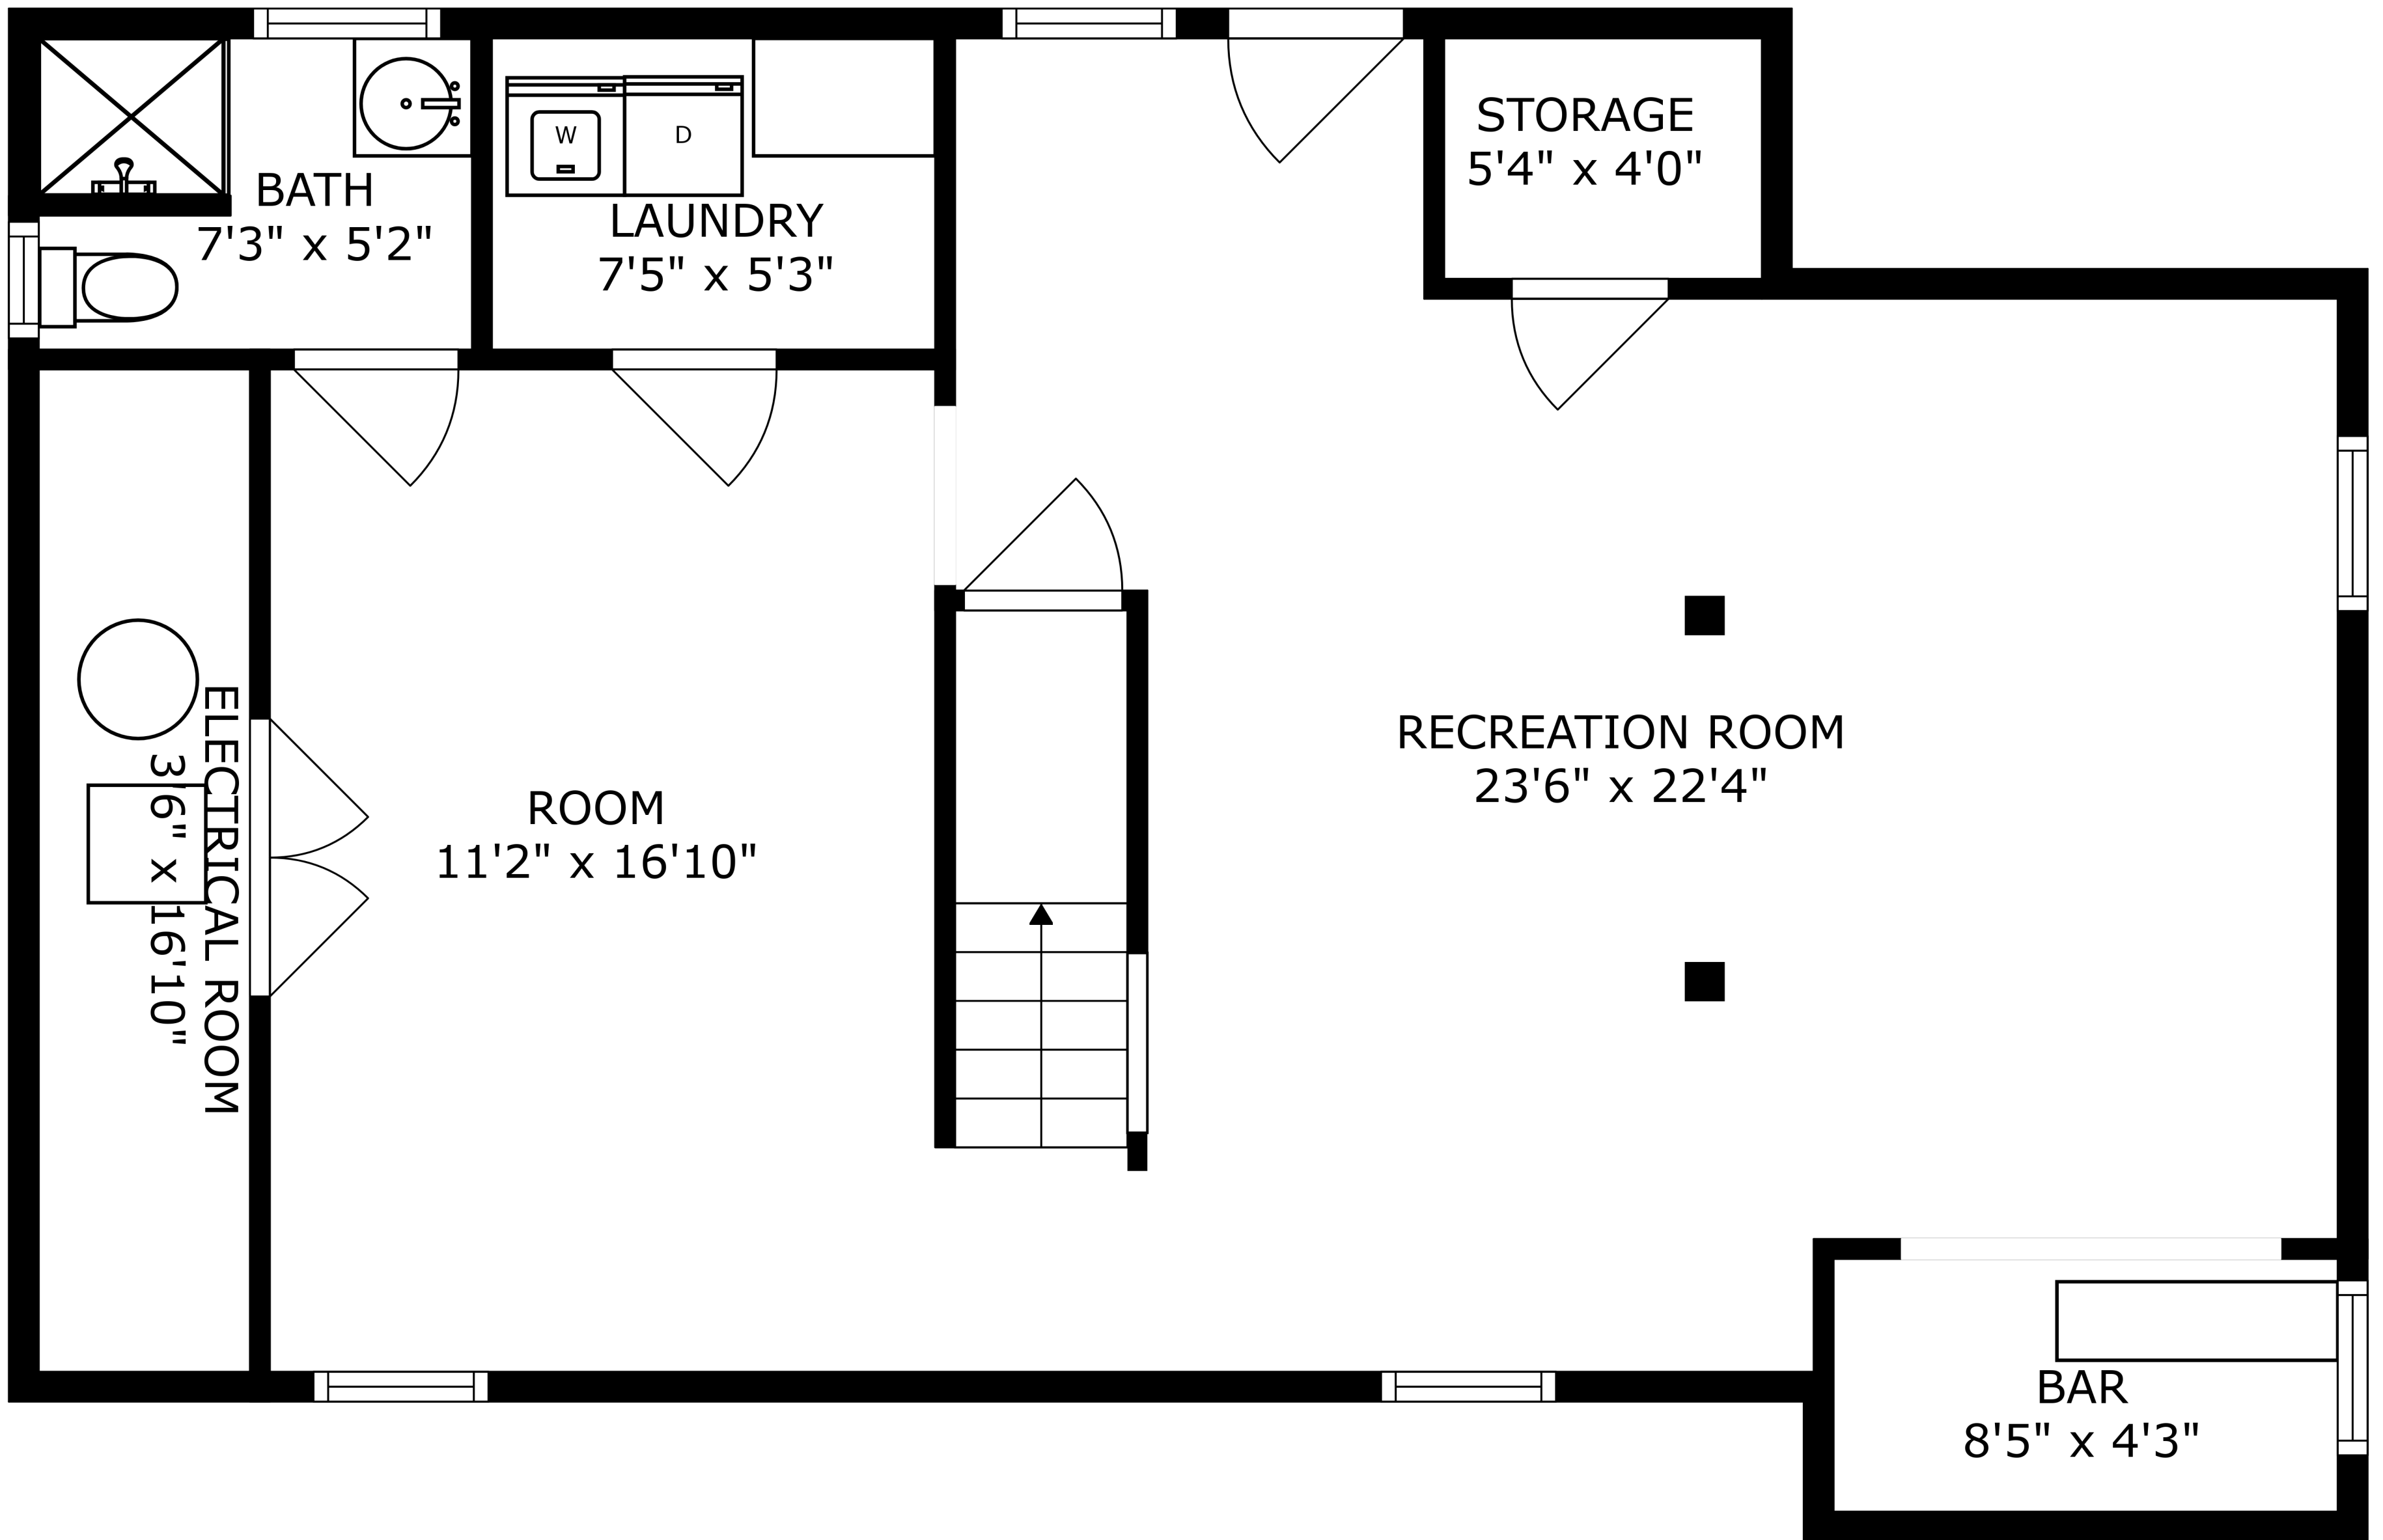 BATH
7'3" x 5'2"
W
D
LAUNDRY
7'5" x 5'3"
STORAGE
5'4" x 4'0"
ELECTRICAL ROOM
3'6" x 16'10"
ROOM
11'2" x 16'10"
RECREATION ROOM
23'6" x 22'4"
BAR
8'5" x 4'3"